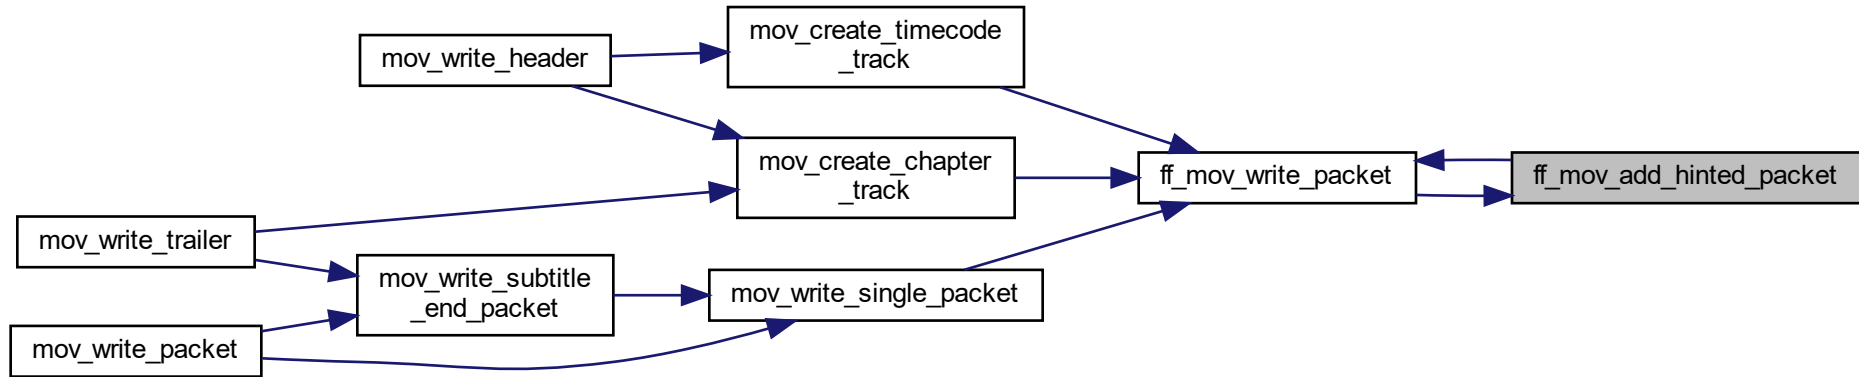 mov_create_timecode
_track
mov_write_header
mov_create_chapter
_track
ff_mov_write_packet
ff_mov_add_hinted_packet
mov_write_trailer
mov_write_subtitle
_end_packet
mov_write_single_packet
mov_write_packet